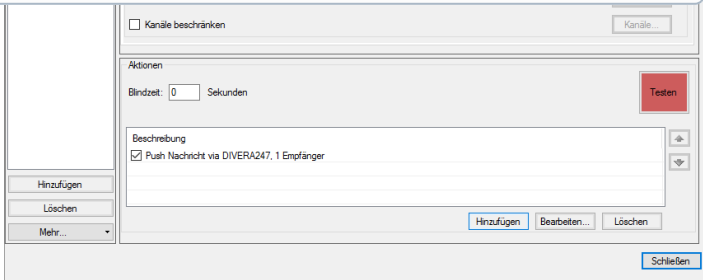 Kanäle beschränken
Kanäle...
Aktionen
Blindzeit: 0 Sekunden
Testen
Beschreibung
Push Nachricht via DIVERA247, 1 Empfänger
Hinzufügen
Löschen
Mehr...
Hinzufügen Bearbeiten... Löschen
Schließen